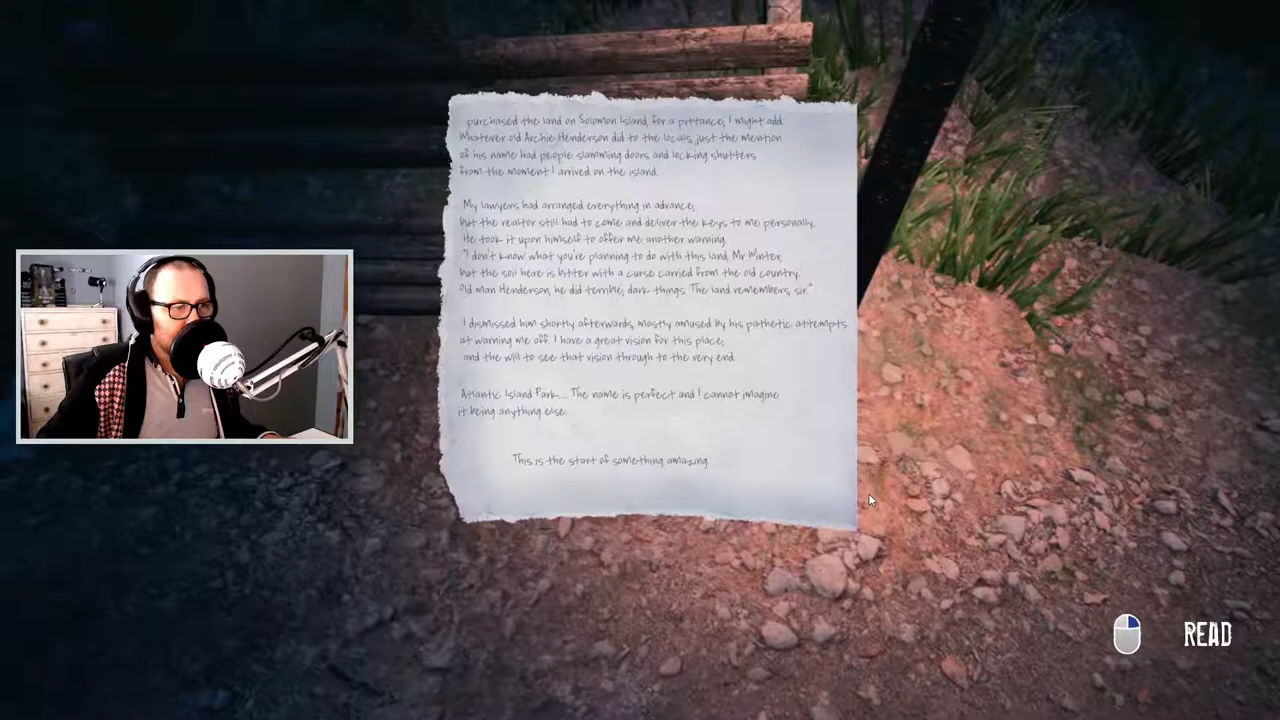 purchased the land on Solomon Island, for a pittance, I might add.
Whatever old Archie Henderson did to the locals, just the mention
of his name had people slamming doors and locking shutters
from the moment I arrived on the island.
My lawyers had arranged everything in advance,
but the realtor still had to come and deliver the keys to me personally.
He took it upon himself to offer me another warning.
"I don't know what you're planning to do with this land, Mr Winter,
but the soil here is bitter with a curse carried from the old country.
Old man Henderson, he did terrible, dark things. The land remembers, sir."
I dismissed him shortly afterwards, mostly amused by his pathetic attempts
at warning me off. I have a great vision for this place,
and the will to see that vision through to the very end.
Atlantic Island Park... The name is perfect and I cannot imagine
it being anything else.
This is the start of something amazing.
READ